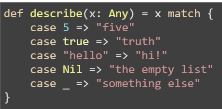 def describe(x: Any) = x match {
case 5 => "five"
case true => "truth"
case "hello" => "hi!"
case Nil => "the empty list"
case _ => "something else"
}